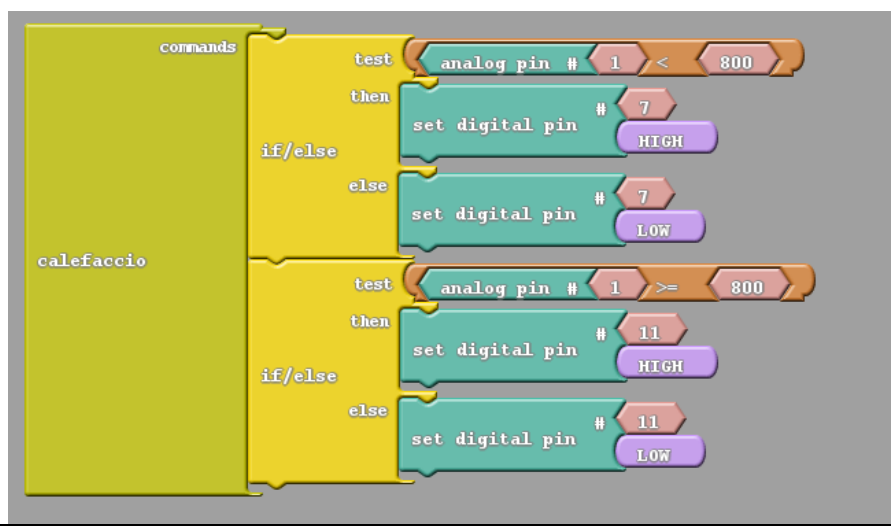 commands
test analog pin # 1 < 800
then
set digital pin # 7
HIGH
if/else
else
set digital pin # 7
LOW
calefaccio
test analog pin # 1 >= 800
then
set digital pin # 11
HIGH
if/else
else
set digital pin # 11
LOW